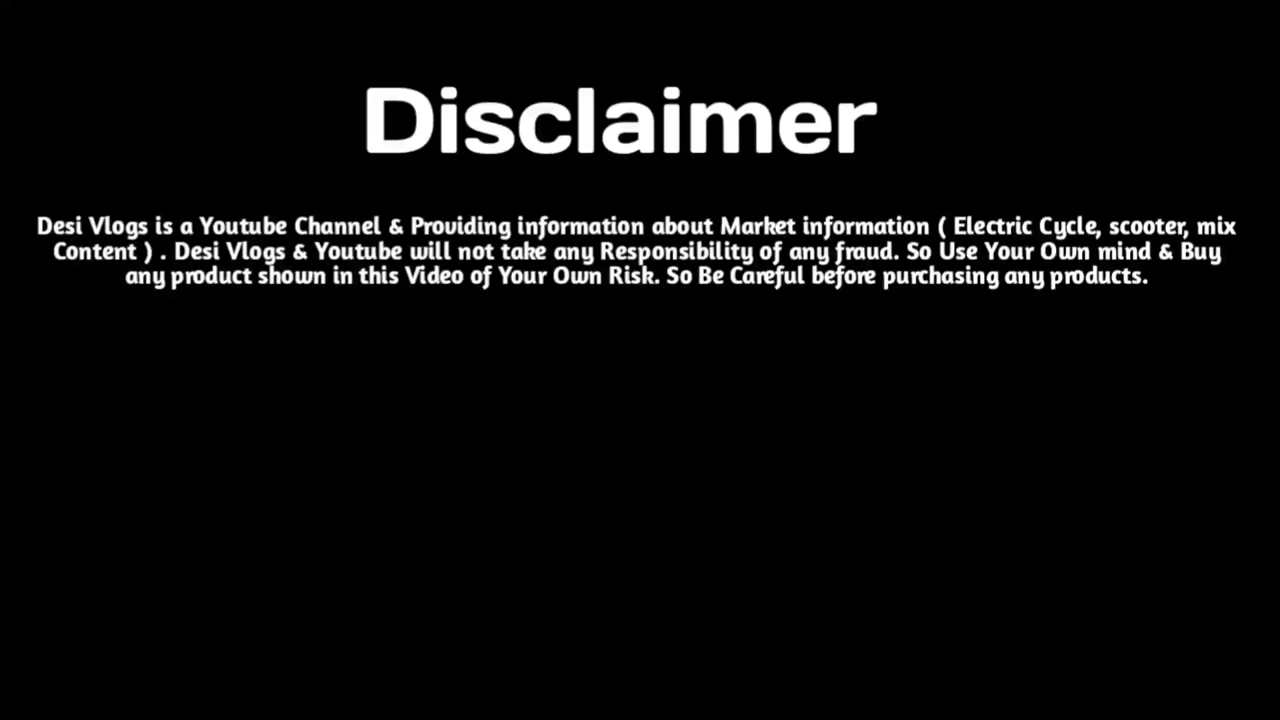 Disclaimer
Desi Vlogs is a Youtube Channel & Providing information about Market information ( Electric Cycle, scooter, mix
Content ) . Desi Vlogs & Youtube will not take any Responsibility of any fraud. So Use Your Own mind & Buy
any product shown in this Video of Your Own Risk. So Be Careful before purchasing any products.